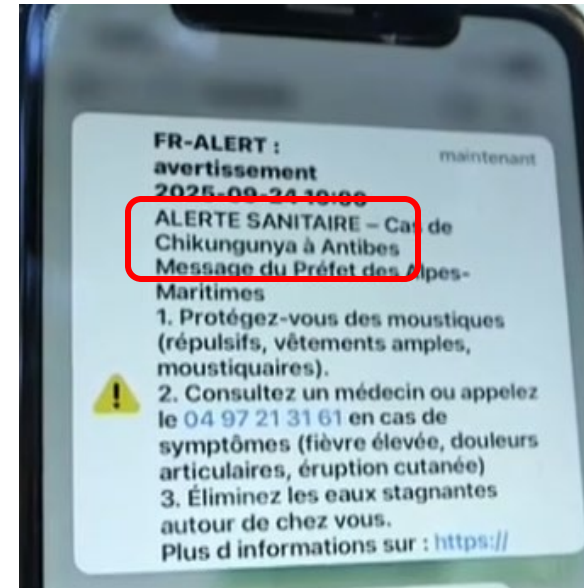 FR-ALERT :
maintenant
avertissement
2025-09-24
ALERTE SANITAIRE – Cas de
Chikungunya à Antibes
Message du Préfet des Alpes-
Maritimes
1. Protégez-vous des moustiques
(répulsifs, vêtements amples,
moustiquaires).
2. Consultez un médecin ou appelez
le 04 97 21 31 61 en cas de
symptômes (fièvre élevée, douleurs
articulaires, éruption cutanée)
3. Éliminez les eaux stagnantes
autour de chez vous.
Plus d informations sur : https://